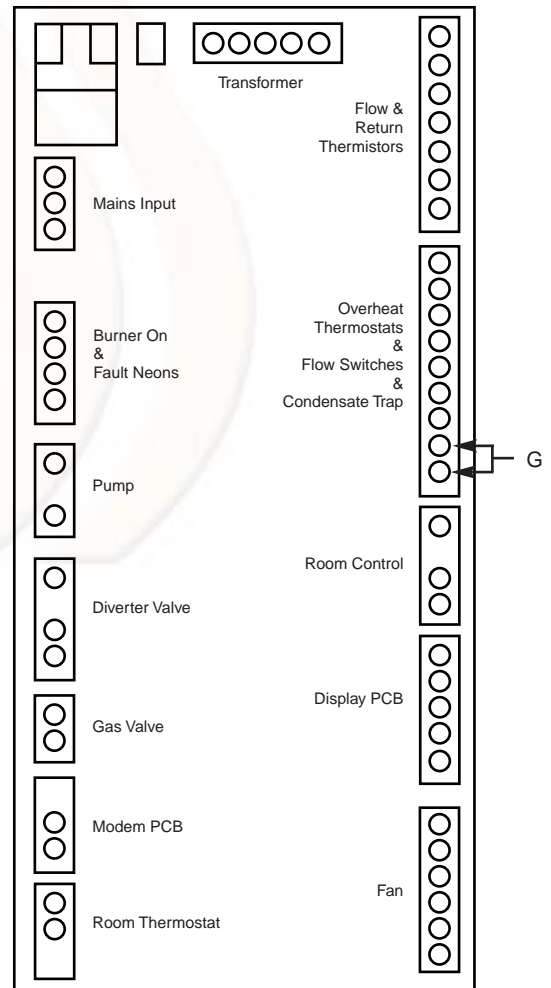 Transformer
Flow &
Return
Thermistors
Mains Input
Overheat
Thermostats
&
Flow Switches
&
Condensate Trap
Burner On
&
Fault Neons
G
Pump
Room Control
Diverter Valve
Display PCB
Gas Valve
Modem PCB
Fan
Room Thermostat